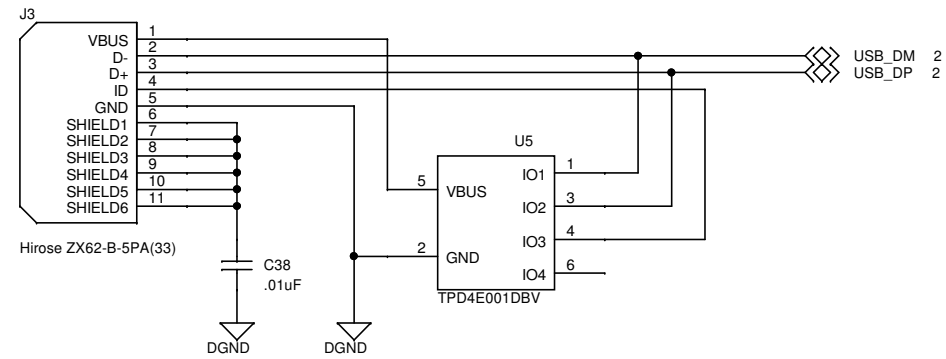 J3
VBUS 1
D- 2
D+ 3
ID 4
GND 5
SHIELD1 6
SHIELD2 7
SHIELD3 8
SHIELD4 9
SHIELD5 10
SHIELD6 11
Hirose ZX62-B-5PA(33)
USB_DM 2
USB_DP 2
U5
5 VBUS
2 GND
IO1 1
IO2 3
IO3 4
IO4 6
TPD4E001DBV
C38
.01uF
DGND
DGND